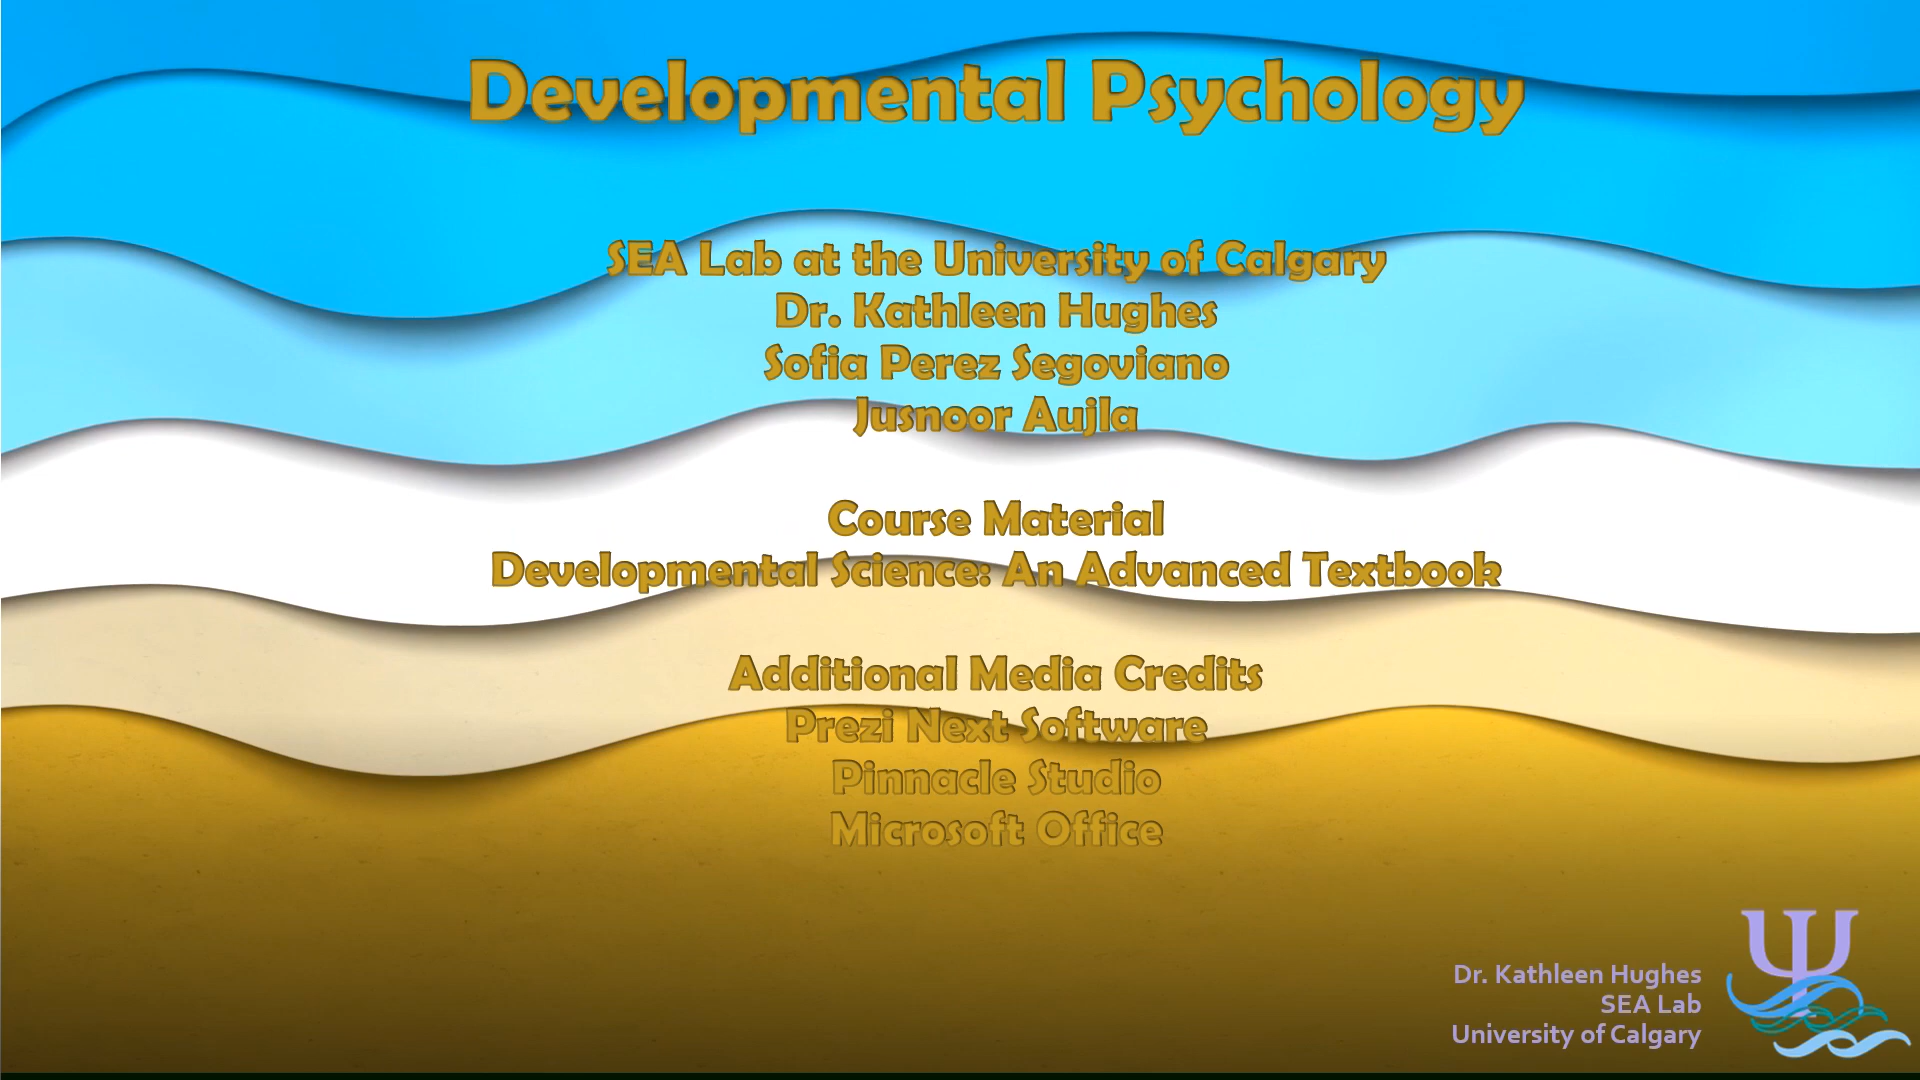 Developmental Psychology
SEA Lab at the University of Calgary
Dr. Kathleen Hughes
Sofia Perez Segoviano
Jusnoor Aujla
Course Material
Developmental Science: An Advanced Textbook
Additional Media Credits
Prezi Next Software
Pinnacle Studio
Microsoft Office
Dr. Kathleen Hughes
SEA Lab
University of Calgary